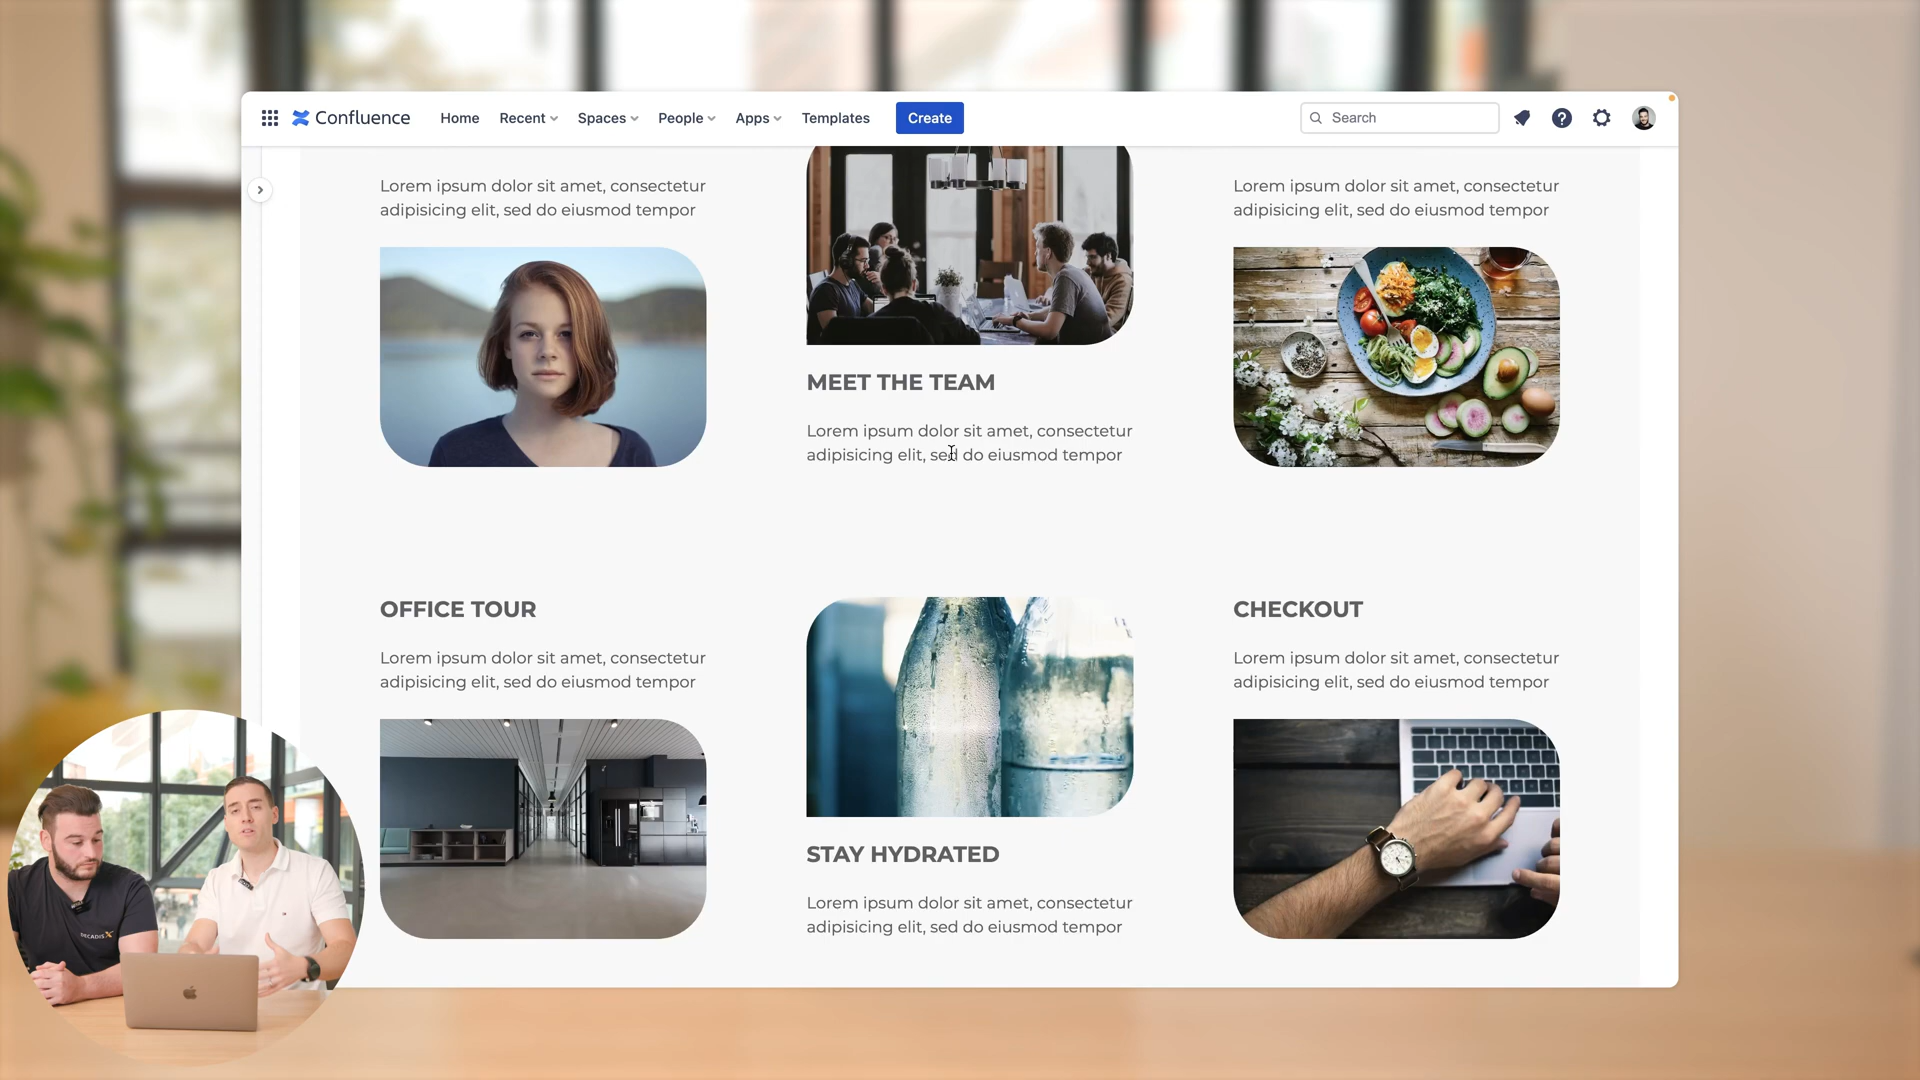 Confluence
Home
Recent
Spaces
People
Apps
Templates
Create
Search
Lorem ipsum dolor sit amet, consectetur
adipisicing elit, sed do eiusmod tempor
Lorem ipsum dolor sit amet, consectetur
adipisicing elit, sed do eiusmod tempor
MEET THE TEAM
Lorem ipsum dolor sit amet, consectetur
adipisicing elit, sed do eiusmod tempor
OFFICE TOUR
Lorem ipsum dolor sit amet, consectetur
adipisicing elit, sed do eiusmod tempor
STAY HYDRATED
Lorem ipsum dolor sit amet, consectetur
adipisicing elit, sed do eiusmod tempor
CHECKOUT
Lorem ipsum dolor sit amet, consectetur
adipisicing elit, sed do eiusmod tempor
DECADIS